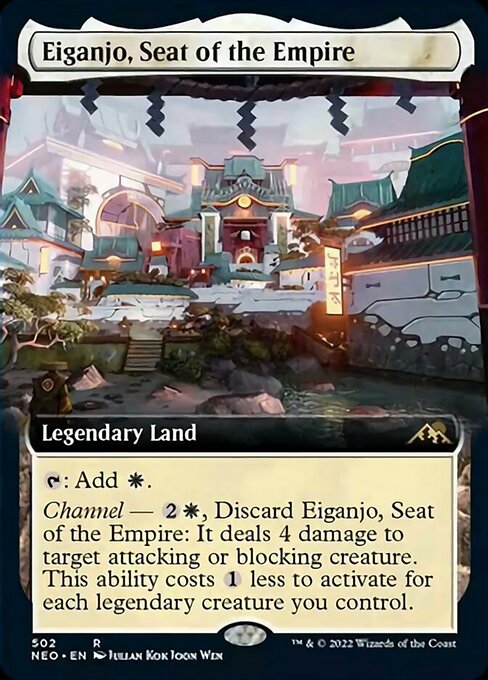 Eiganjo, Seat of the Empire
Legendary Land
: Add .
Channel — 2, Discard Eiganjo, Seat
of the Empire: It deals 4 damage to
target attacking or blocking creature.
This ability costs 1 less to activate for
each legendary creature you control.
502 R
NEO • EN Julian Kok Joon Wen
™ & © 2022 Wizards of the Coast